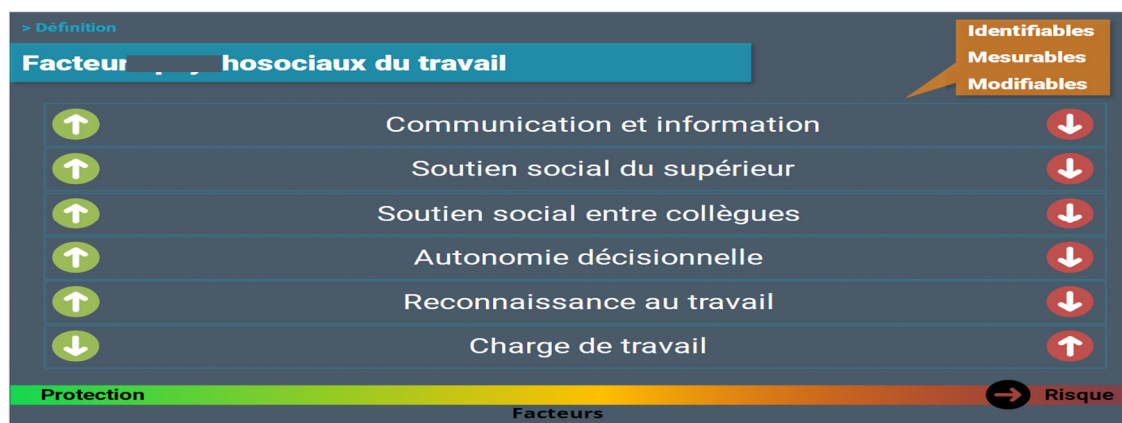 > Définition
Identifiables
Mesurables
Modifiables
hosociaux du travail
Communication et information
Soutien social du supérieur
Soutien social entre collègues
Autonomie décisionnelle
Reconnaissance au travail
Charge de travail
Protection
Risque
Facteurs